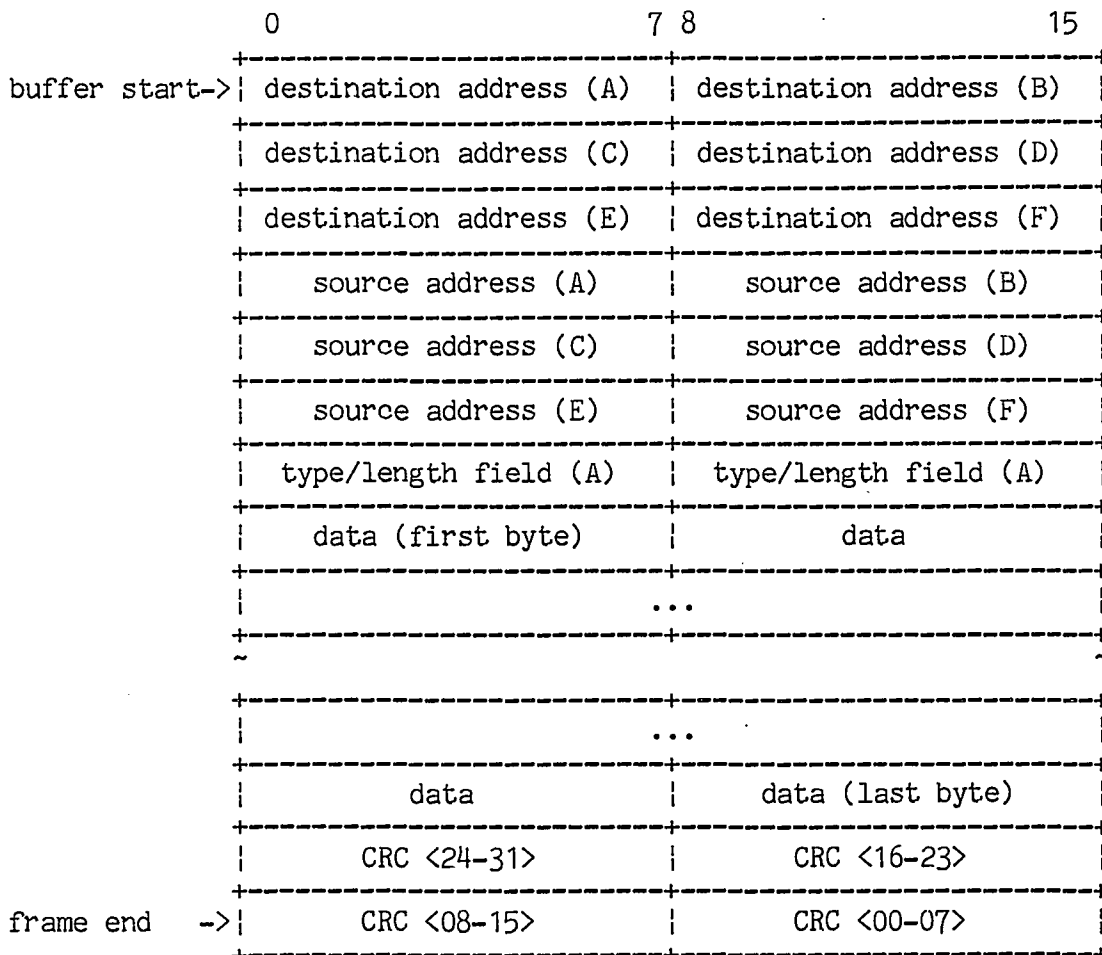 0 7 8 15
buffer start-> destination address (A) destination address (B)
destination address (C) destination address (D)
destination address (E) destination address (F)
source address (A) source address (B)
source address (C) source address (D)
source address (E) source address (F)
type/length field (A) type/length field (A)
data (first byte) data
...
~ ~
...
data data (last byte)
CRC <24-31> CRC <16-23>
frame end -> CRC <08-15> CRC <00-07>